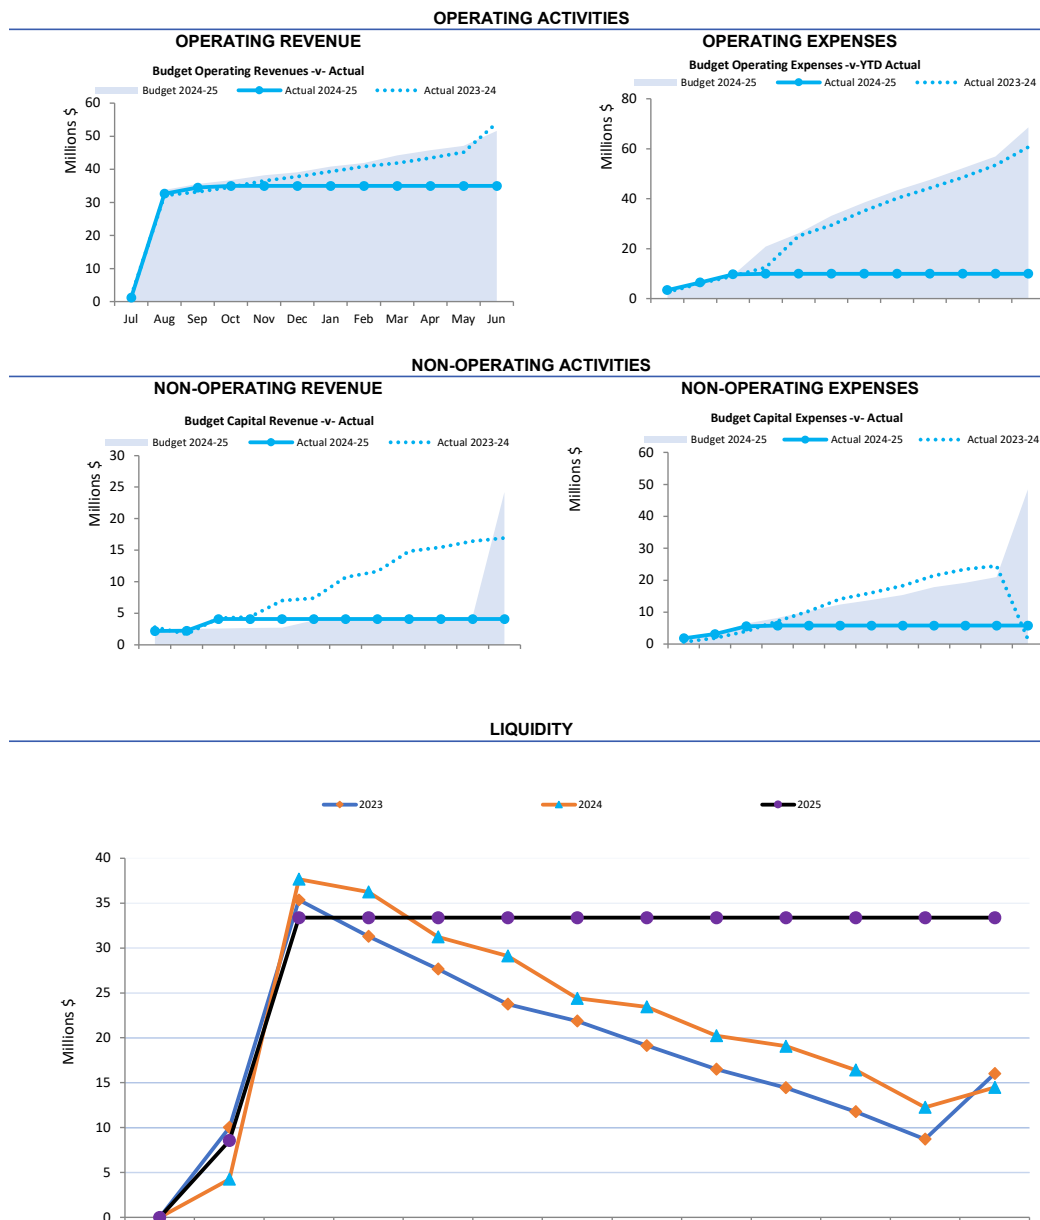 OPERATING ACTIVITIES
OPERATING REVENUE
Budget Operating Revenues -v- Actual
Budget 2024-25 Actual 2024-25 Actual 2023-24
Millions $
60
50
40
30
20
10
0
Jul Aug Sep Oct Nov Dec Jan Feb Mar Apr May Jun
OPERATING EXPENSES
Budget Operating Expenses -v-YTD Actual
Budget 2024-25 Actual 2024-25 Actual 2023-24
Millions $
80
60
40
20
0
NON-OPERATING ACTIVITIES
NON-OPERATING REVENUE
Budget Capital Revenue -v- Actual
Budget 2024-25 Actual 2024-25 Actual 2023-24
Millions $
30
25
20
15
10
5
0
NON-OPERATING EXPENSES
Budget Capital Expenses -v- Actual
Budget 2024-25 Actual 2024-25 Actual 2023-24
Millions $
60
50
40
30
20
10
0
LIQUIDITY
2023 2024 2025
Millions $
40
35
30
25
20
15
10
5
0